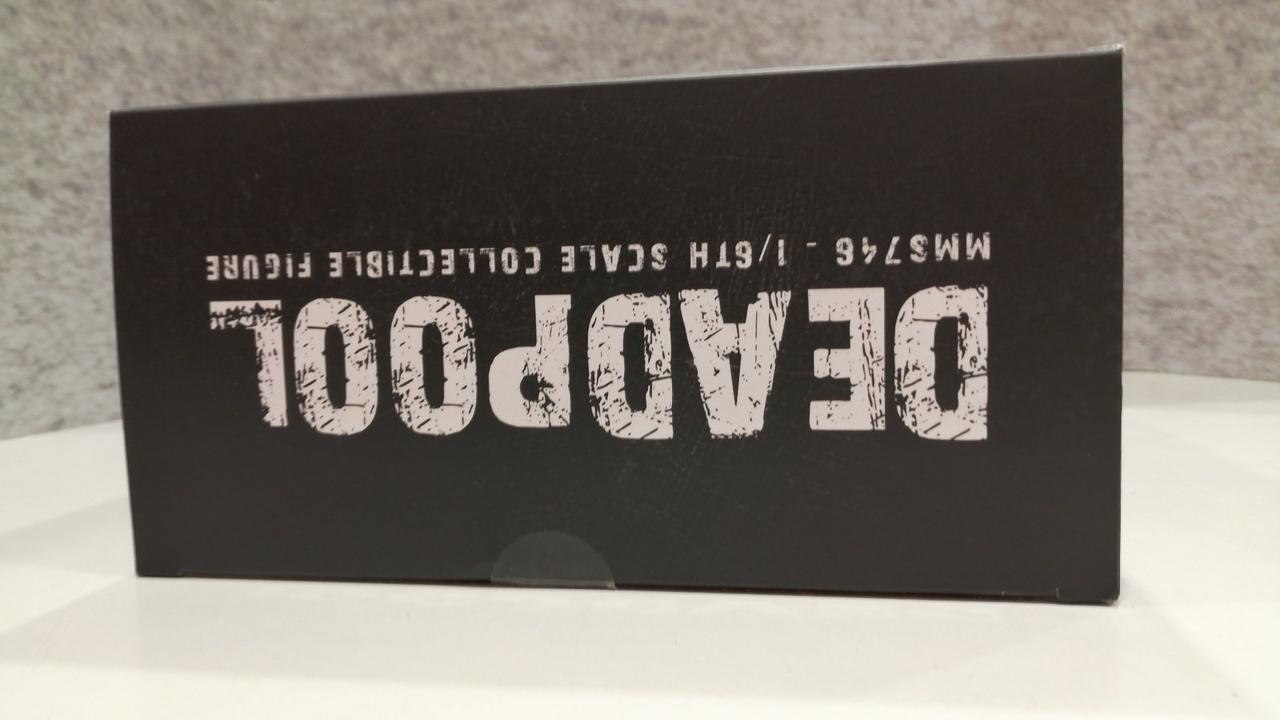 DEADPOOL
MMS746 - 1/6TH SCALE COLLECTIBLE FIGURE